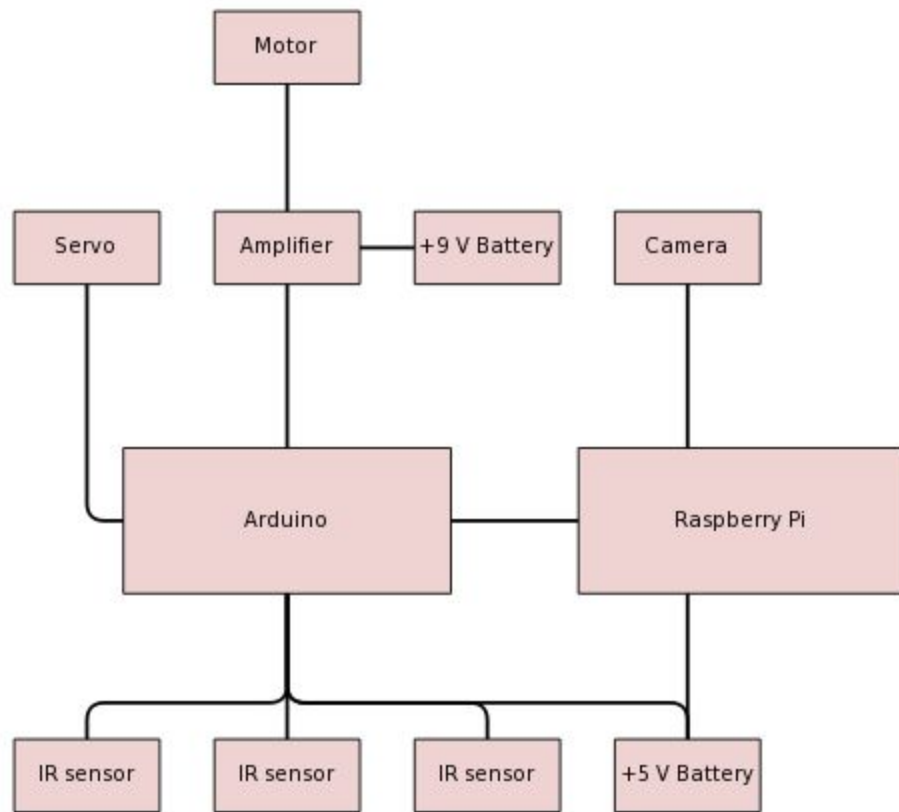 Motor
Servo
Amplifier
+9 V Battery
Camera
Arduino
Raspberry Pi
IR sensor
IR sensor
IR sensor
+5 V Battery